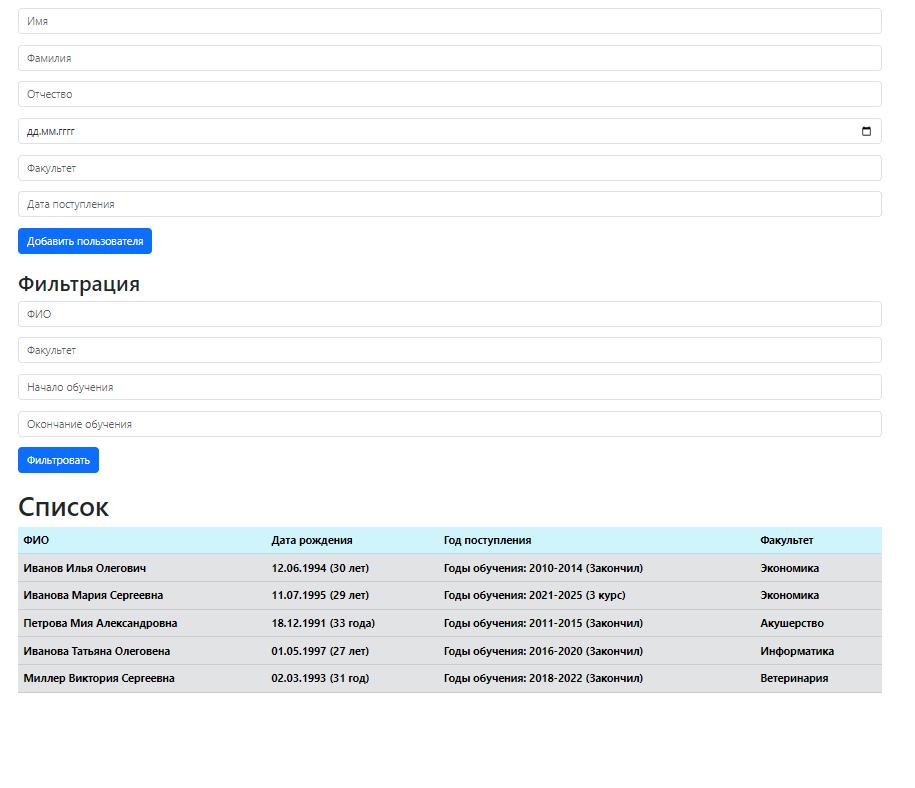 Имя
Фамилия
Отчество
дд.мм.гггг
Факультет
Дата поступления
Добавить пользователя
Фильтрация
ФИО
Факультет
Начало обучения
Окончание обучения
Фильтровать
Список
ФИО Дата рождения Год поступления Факультет
Иванов Илья Олегович 12.06.1994 (30 лет) Годы обучения: 2010-2014 (Закончил) Экономика
Иванова Мария Сергеевна 11.07.1995 (29 лет) Годы обучения: 2021-2025 (3 курс) Экономика
Петрова Мия Александровна 18.12.1991 (33 года) Годы обучения: 2011-2015 (Закончил) Акушерство
Иванова Татьяна Олеговена 01.05.1997 (27 лет) Годы обучения: 2016-2020 (Закончил) Информатика
Миллер Виктория Сергеевна 02.03.1993 (31 год) Годы обучения: 2018-2022 (Закончил) Ветеринария